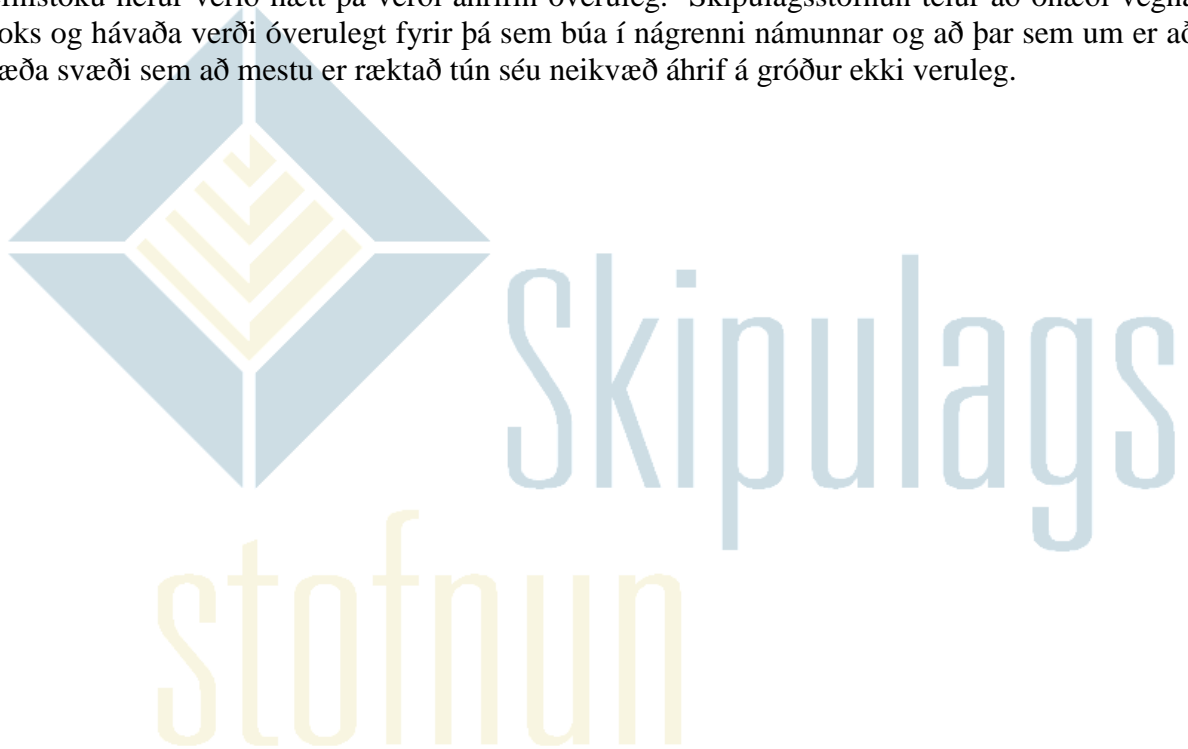 hefur verið hætt þá verði áhrifin óveruleg. Skipulagsstofnun telur að ónæði vegna
og hávaða verði óverulegt fyrir þá sem búa í nágrenni námunnar og að þar sem um er að
svæði sem að mestu er ræktað tún séu neikvæð áhrif á gróður ekki veruleg.
Skipulags
stofnun